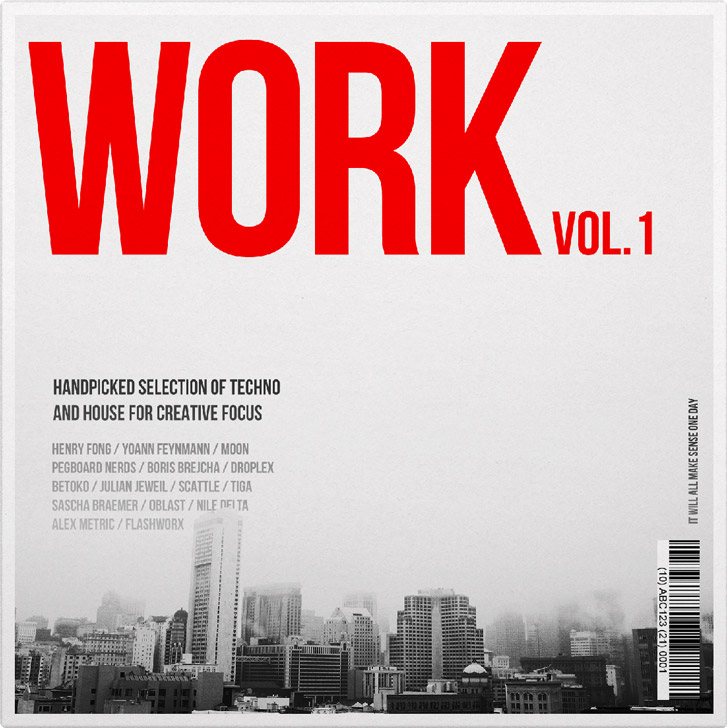 WORK VOL. 1
HANDPICKED SELECTION OF TECHNO
AND HOUSE FOR CREATIVE FOCUS
HENRY FONG / YOANN FEYNMANN / MOON
PEGBOARD NERDS / BORIS BREJCHA / DROPLEX
BETOKO / JULIAN JEWEIL / SCATTLE / TIGA
SASCHA BRAEMER / OBLAST / NILE DELTA
ALEX METRIC / FLASHWORX
IT WILL ALL MAKE SENSE ONE DAY
(10) ABC123 (21) 0001